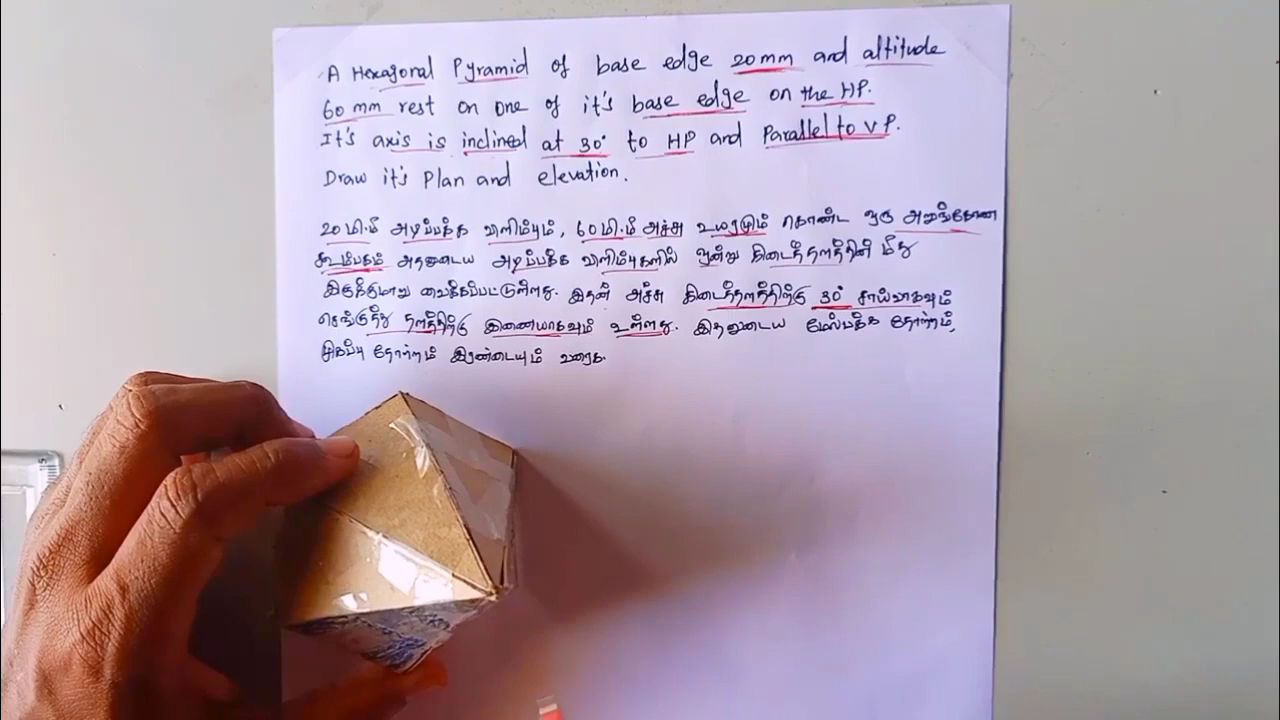 A Hexagonal Pyramid of base edge 20mm and altitude
60 mm rest on one of it's base edge on the HP.
It's axis is inclined at 30° to HP and Parallel to VP.
Draw it's Plan and elevation.
20 மி.மீ அடிப்பக்க விளிம்பும், 60 மி.மீ அச்சு உயரமும் கொண்ட ஒரு அறுங்கோண
கூம்பகம் அதனுடைய அடிப்பக்க விளிம்புகளில் ஒன்று கிடைத்தளத்தின் மீது
இருக்குமாறு வைக்கப்பட்டுள்ளது. இதன் அச்சு கிடைத்தளத்திற்கு 30° சாய்வாகவும்
செங்குத்து தளத்திற்கு இணையாகவும் உள்ளது. இதனுடைய மேல்பக்க தோற்றம்,
முகப்பு தோற்றம் இரண்டையும் வரைக.